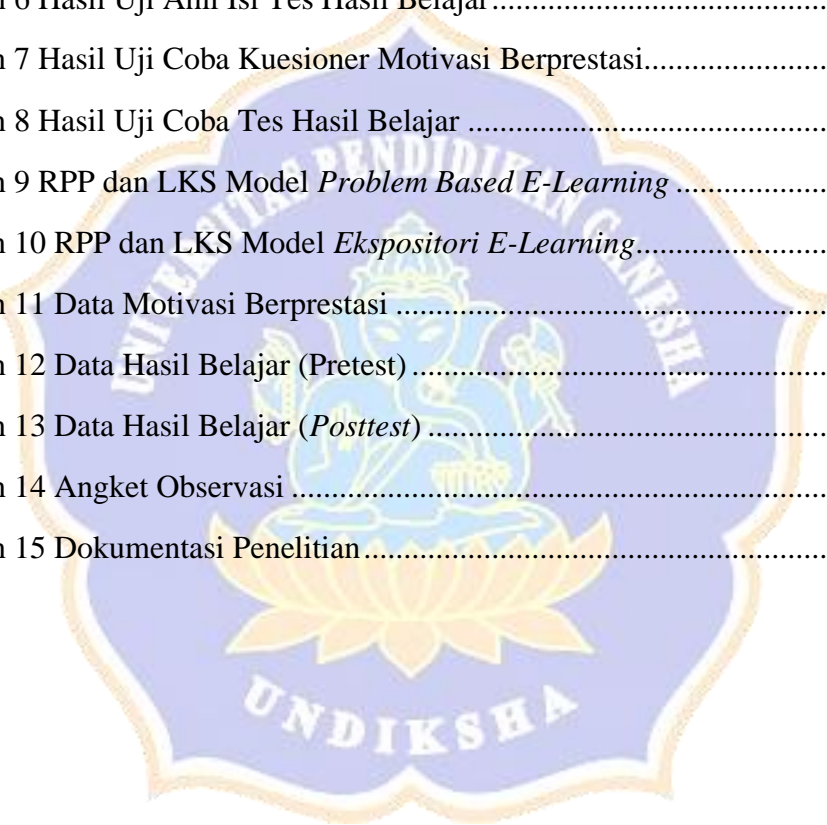 n 6 Hasil Uji Ahli Isi Tes Hasil Belajar................................................
n 7 Hasil Uji Coba Kuesioner Motivasi Berprestasi.........................
n 8 Hasil Uji Coba Tes Hasil Belajar ................................................
n 9 RPP dan LKS Model Problem Based E-Learning ....................
n 10 RPP dan LKS Model Ekspositori E-Learning.........................
n 11 Data Motivasi Berprestasi ..........................................................
n 12 Data Hasil Belajar (Pretest) ........................................................
n 13 Data Hasil Belajar (Posttest) ......................................................
n 14 Angket Observasi ........................................................................
n 15 Dokumentasi Penelitian..............................................................
UNIVERSITAS PENDIDIKAN GANESHA
UNDIKSHA